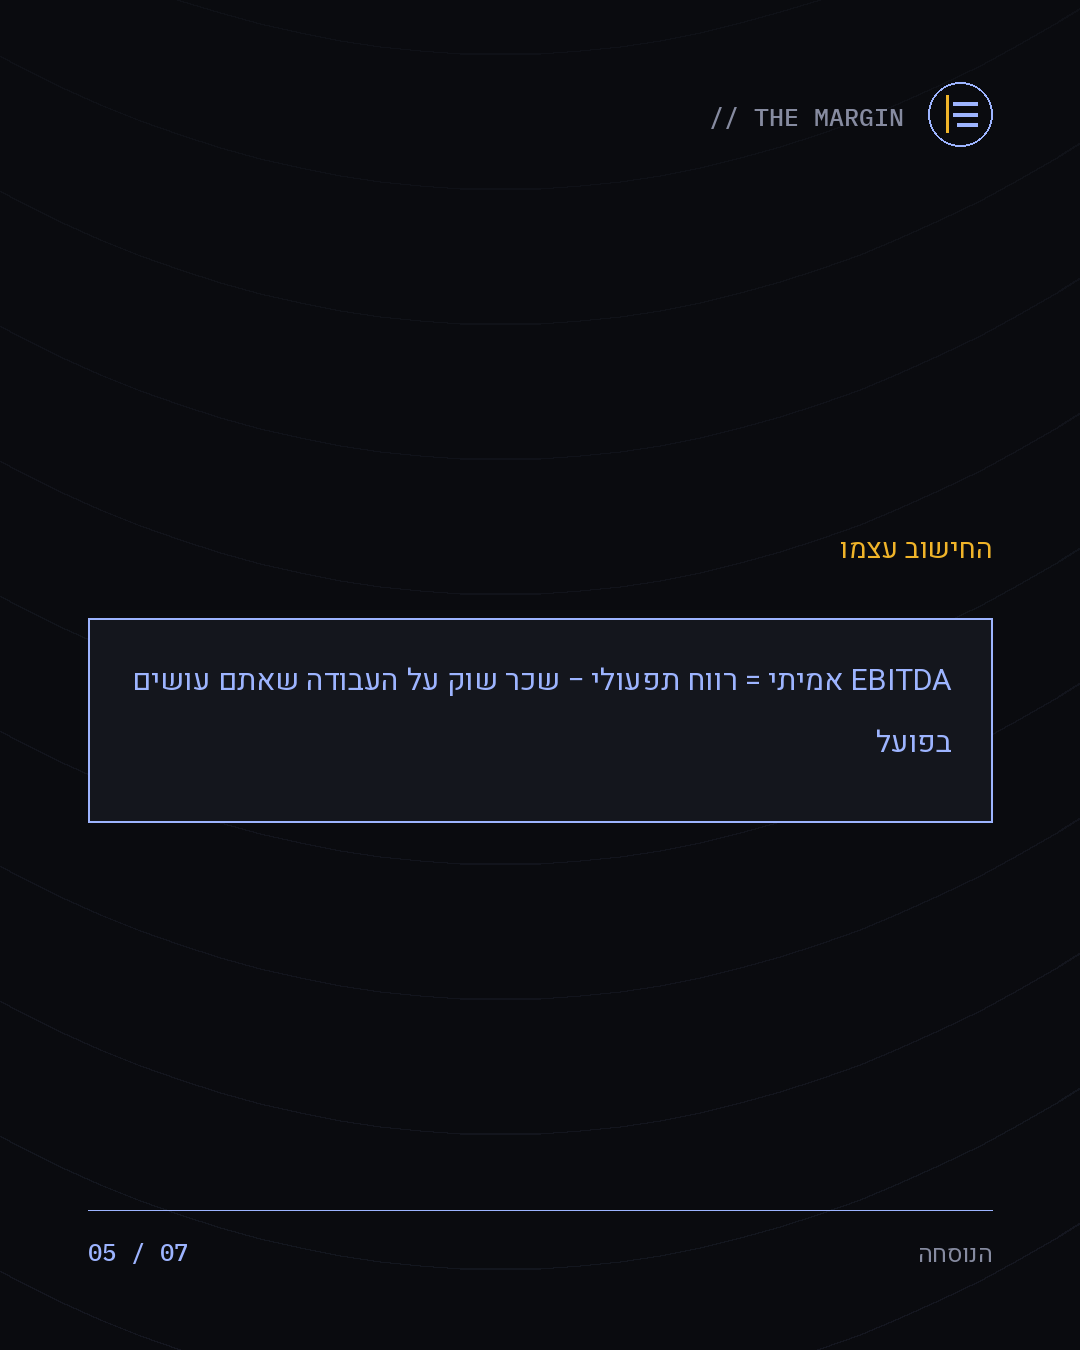 // THE MARGIN
החישוב עצמו
EBITDA אמיתי = רווח תפעולי − שכר שוק על העבודה שאתם עושים
בפועל
הנוסחה
05 / 07